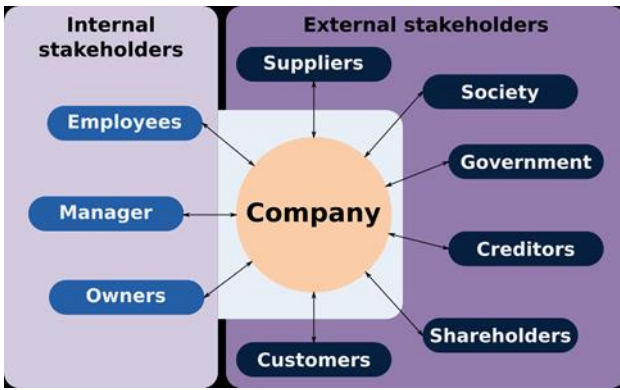 Internal
stakeholders
External stakeholders
Suppliers
Society
Employees
Government
Manager
Company
Creditors
Owners
Shareholders
Customers